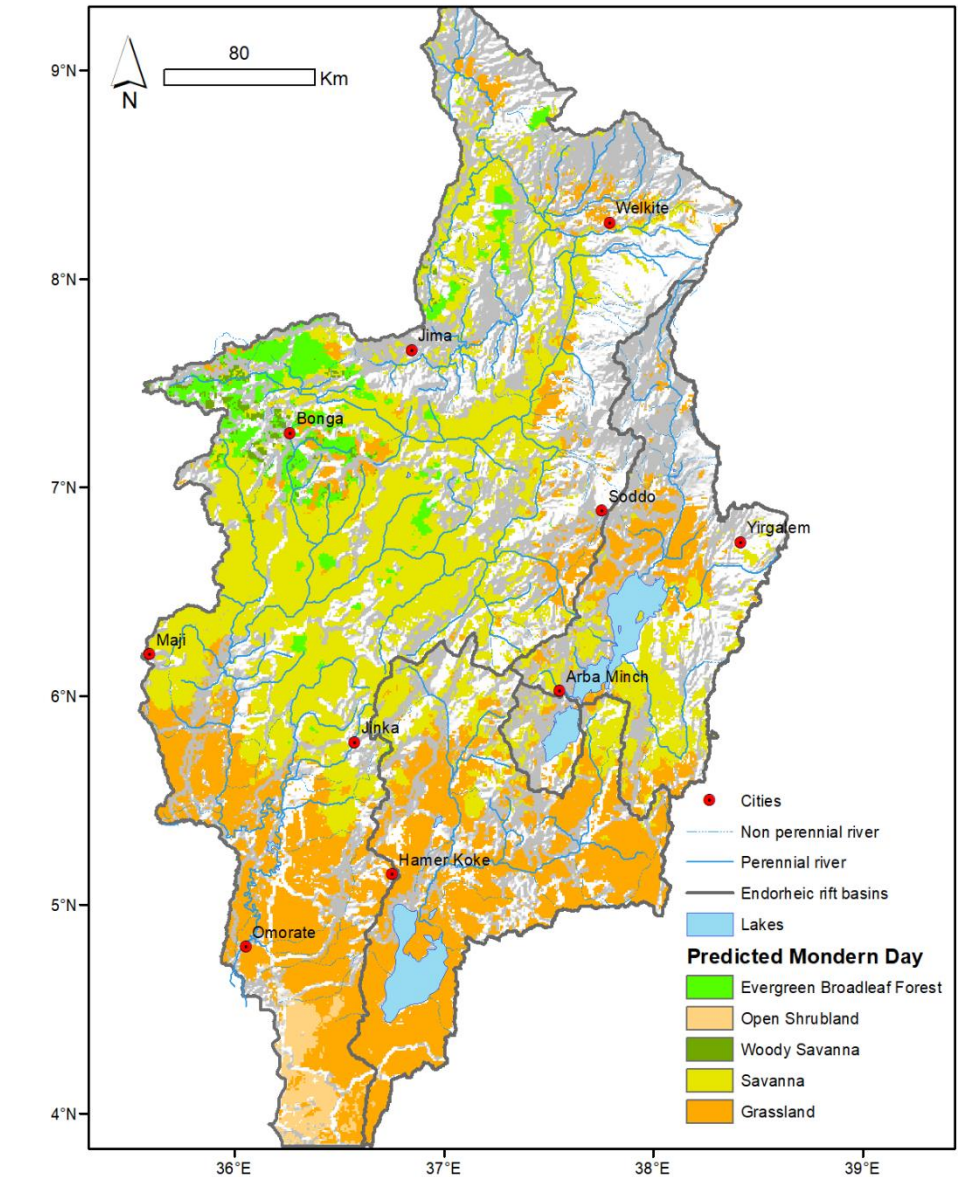 80
Km
N
9°N
8°N
7°N
6°N
5°N
4°N
36°E
37°E
38°E
39°E
Welkite
Jima
Bonga
Soddo
Yirgalem
Maji
Arba Minch
Jinka
Hamer Koke
Omorate
Cities
Non perennial river
Perennial river
Endorheic rift basins
Lakes
Predicted Mondern Day
Evergreen Broadleaf Forest
Open Shrubland
Woody Savanna
Savanna
Grassland